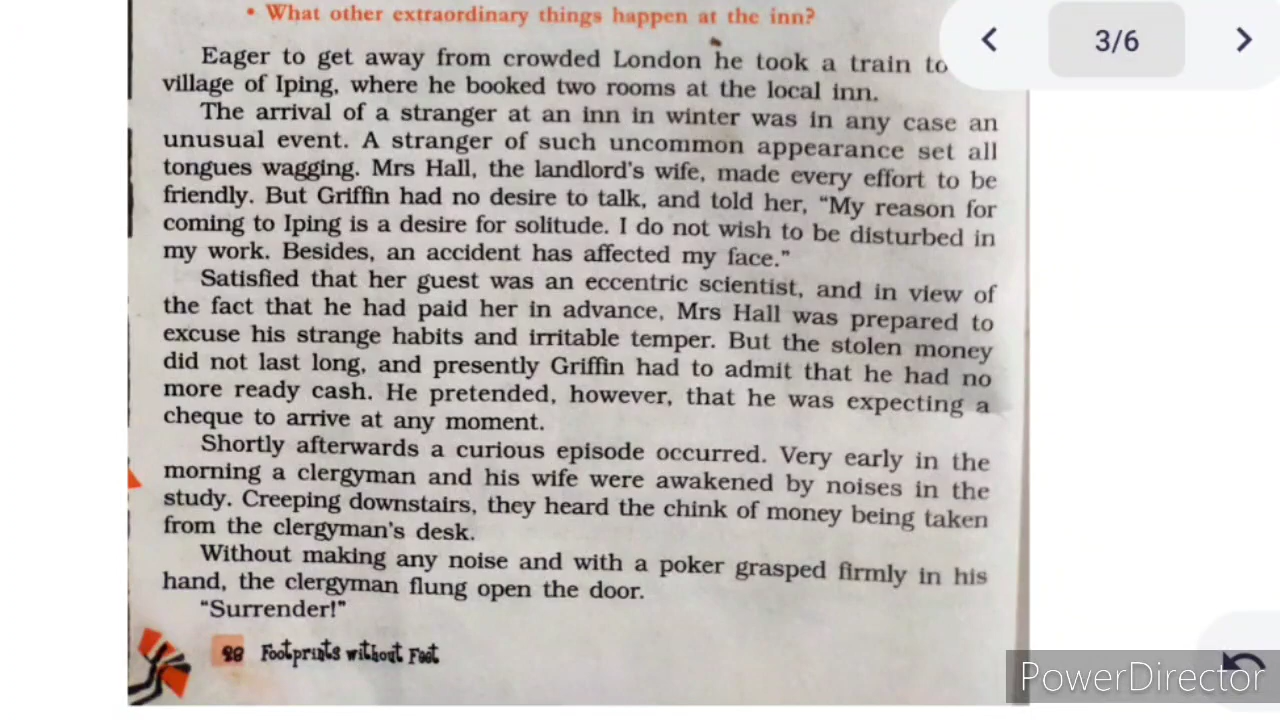 • What other extraordinary things happen at the inn?
3/6
Eager to get away from crowded London he took a train to
village of Iping, where he booked two rooms at the local inn.
The arrival of a stranger at an inn in winter was in any case an
unusual event. A stranger of such uncommon appearance set all
tongues wagging. Mrs Hall, the landlord's wife, made every effort to be
friendly. But Griffin had no desire to talk, and told her, “My reason for
coming to Iping is a desire for solitude. I do not wish to be disturbed in
my work. Besides, an accident has affected my face.”
Satisfied that her guest was an eccentric scientist, and in view of
the fact that he had paid her in advance, Mrs Hall was prepared to
excuse his strange habits and irritable temper. But the stolen money
did not last long, and presently Griffin had to admit that he had no
more ready cash. He pretended, however, that he was expecting a
cheque to arrive at any moment.
Shortly afterwards a curious episode occurred. Very early in the
morning a clergyman and his wife were awakened by noises in the
study. Creeping downstairs, they heard the chink of money being taken
from the clergyman's desk.
Without making any noise and with a poker grasped firmly in his
hand, the clergyman flung open the door.
“Surrender!”
28 Footprints without Feet
PowerDirector